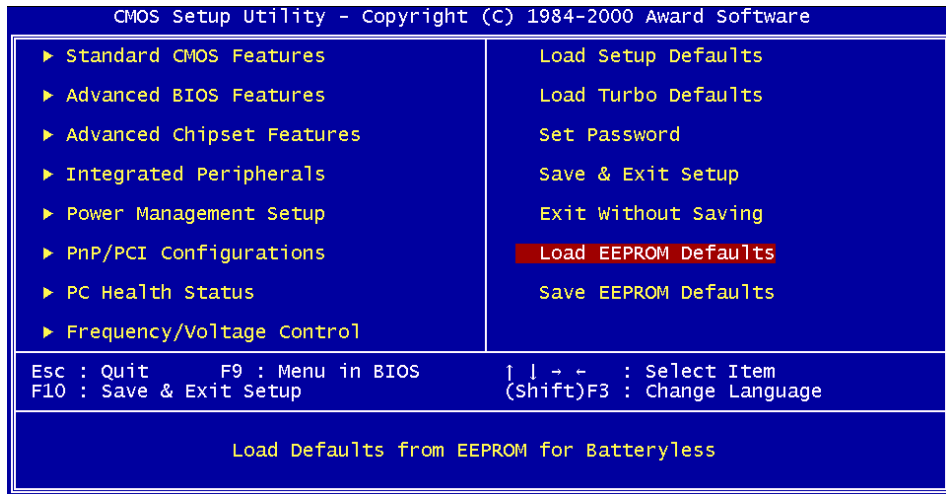 CMOS Setup Utility - Copyright (C) 1984-2000 Award Software
▶ Standard CMOS Features
▶ Advanced BIOS Features
▶ Advanced Chipset Features
▶ Integrated Peripherals
▶ Power Management Setup
▶ PnP/PCI Configurations
▶ PC Health Status
▶ Frequency/Voltage Control
Load Setup Defaults
Load Turbo Defaults
Set Password
Save & Exit Setup
Exit Without Saving
Load EEPROM Defaults
Save EEPROM Defaults
Esc : Quit F9 : Menu in BIOS ↑ ↓ → ← : Select Item
F10 : Save & Exit Setup (Shift)F3 : Change Language
Load Defaults from EEPROM for Batteryless